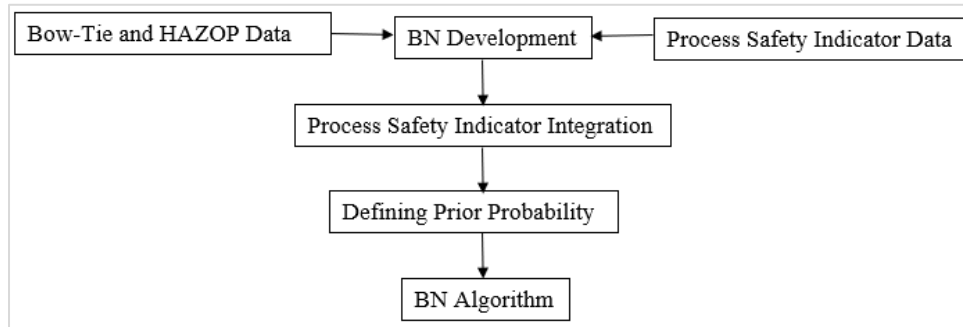 Bow-Tie and HAZOP Data
BN Development
Process Safety Indicator Data
Process Safety Indicator Integration
Defining Prior Probability
BN Algorithm